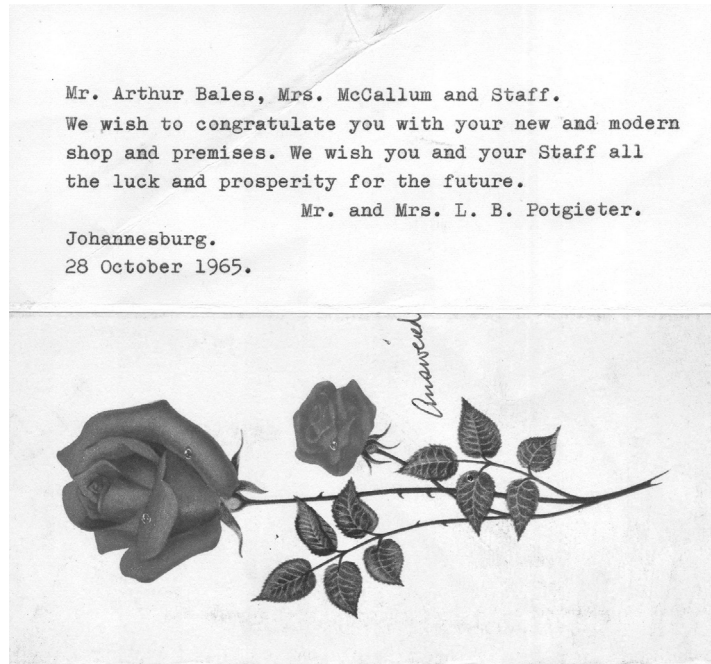 Mr. Arthur Bales, Mrs. McCallum and Staff.
We wish to congratulate you with your new and modern
shop and premises. We wish you and your Staff all
the luck and prosperity for the future.
Mr. and Mrs. L. B. Potgieter.
Johannesburg.
28 October 1965.
Answered